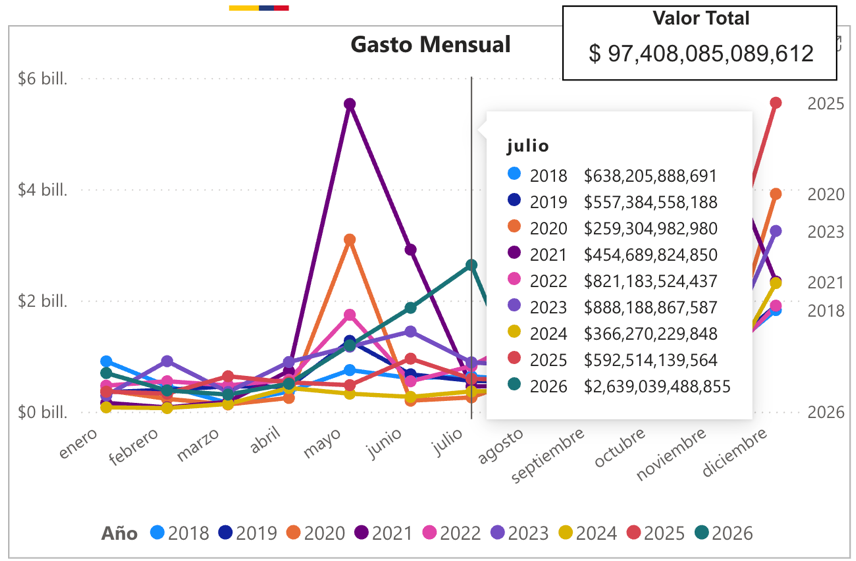 Valor Total
$ 97,408,085,089,612
Gasto Mensual
$6 bill.
$4 bill.
$2 bill.
$0 bill.
julio
2018 $638,205,888,691
2019 $557,384,558,188
2020 $259,304,982,980
2021 $454,689,824,850
2022 $821,183,524,437
2023 $888,188,867,587
2024 $366,270,229,848
2025 $592,514,139,564
2026 $2,639,039,488,855
2025
2020
2023
2021
2018
2026
enero
febrero
marzo
abril
mayo
junio
julio
agosto
septiembre
octubre
noviembre
diciembre
Año 2018 2019 2020 2021 2022 2023 2024 2025 2026